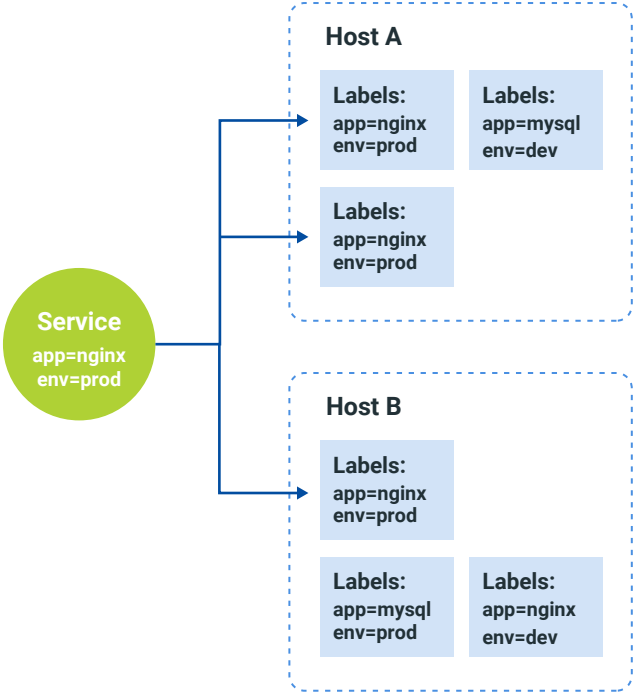 Service
app=nginx
env=prod
Host A
Labels:
app=nginx
env=prod
Labels:
app=mysql
env=dev
Labels:
app=nginx
env=prod
Host B
Labels:
app=nginx
env=prod
Labels:
app=mysql
env=prod
Labels:
app=nginx
env=dev